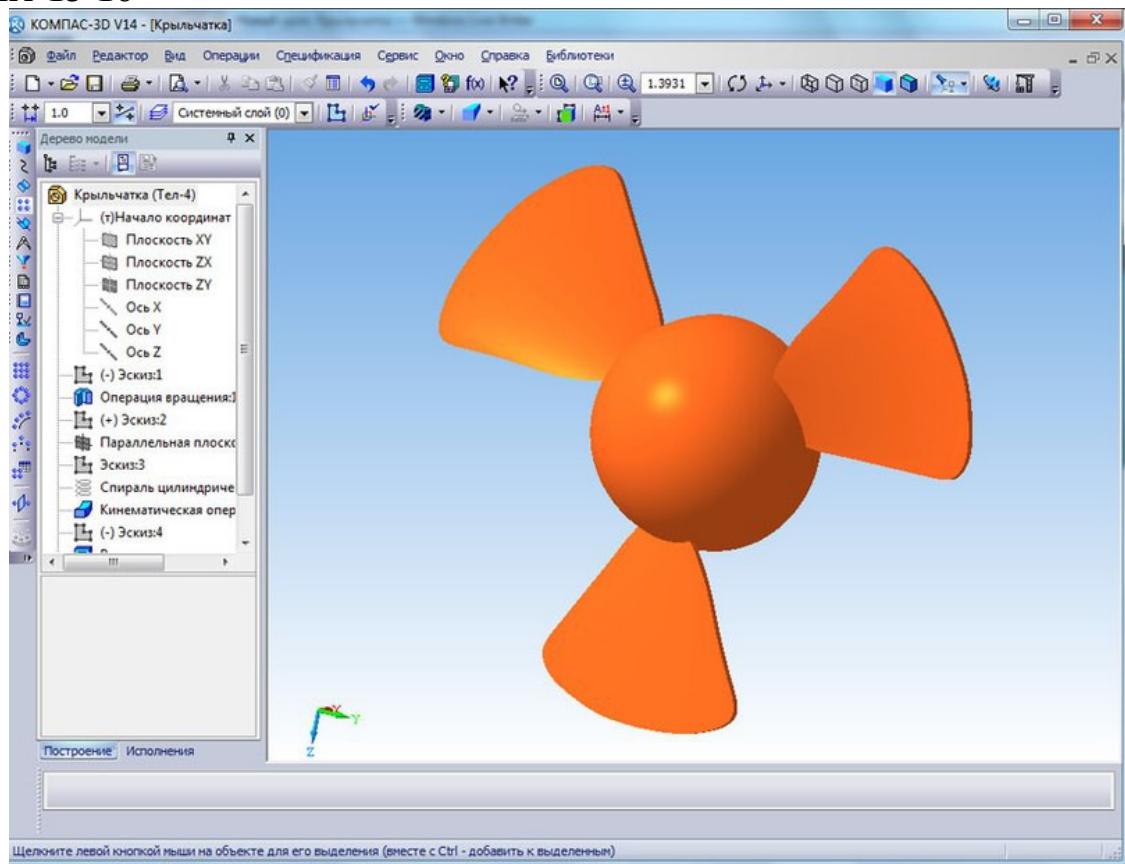 КОМПАС-3D V14 - [Крыльчатка]
Файл Редактор Вид Операции Спецификация Сервис Окно Справка Библиотеки
f(x) 1.3931
1.0 Системный слой (0)
Дерево модели
Крыльчатка (Тел-4)
(т)Начало координат
Плоскость XY
Плоскость ZX
Плоскость ZY
Ось X
Ось Y
Ось Z
(-) Эскиз:1
Операция вращения:1
(+) Эскиз:2
Параллельная плоско
Эскиз:3
Спираль цилиндриче
Кинематическая опер
(-) Эскиз:4
X
Y
Z
Построение Исполнения
Щелкните левой кнопкой мыши на объекте для его выделения (вместе с Ctrl - добавить к выделенным)